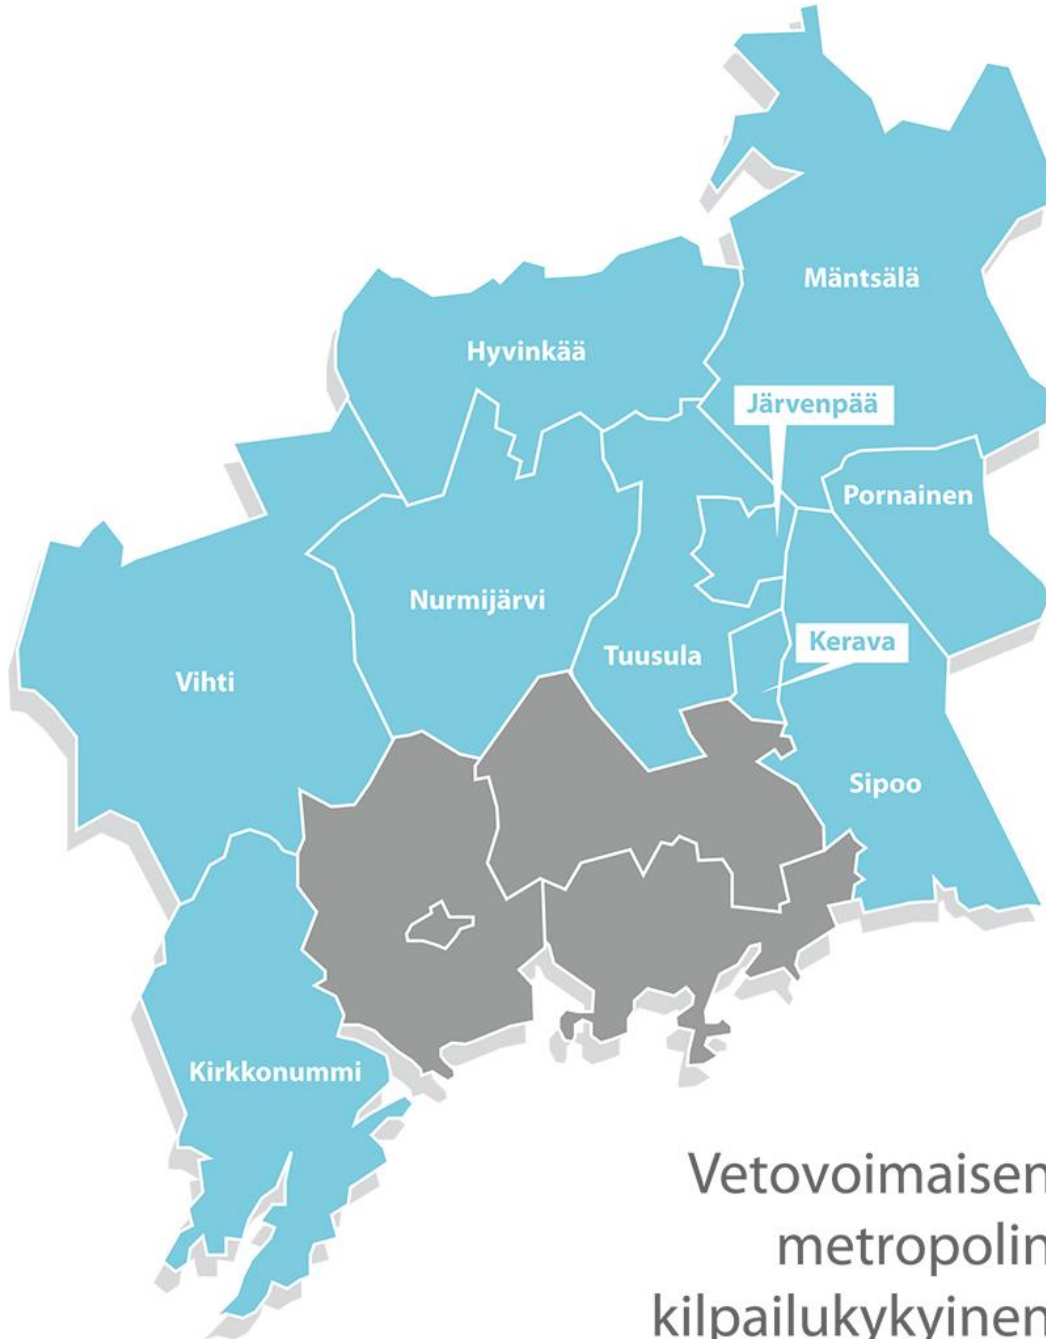 Mäntsälä
Hyvinkää
Järvenpää
Pornainen
Nurmijärvi
Kerava
Tuusula
Vihti
Sipoo
Kirkkonummi
Vetovoimaisen
metropolin
kilpailukykyinen